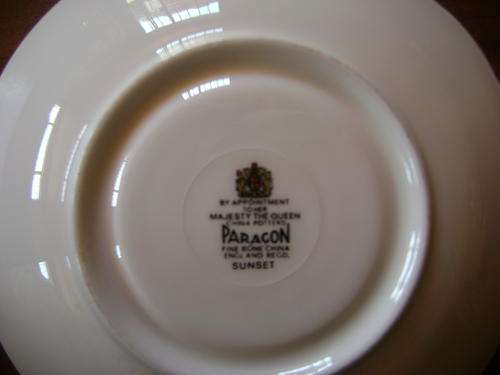 BY APPOINTMENT
TO HER
MAJESTY THE QUEEN
CHINA POTTERS
PARAGON
FINE BONE CHINA
ENGLAND REGD.
SUNSET